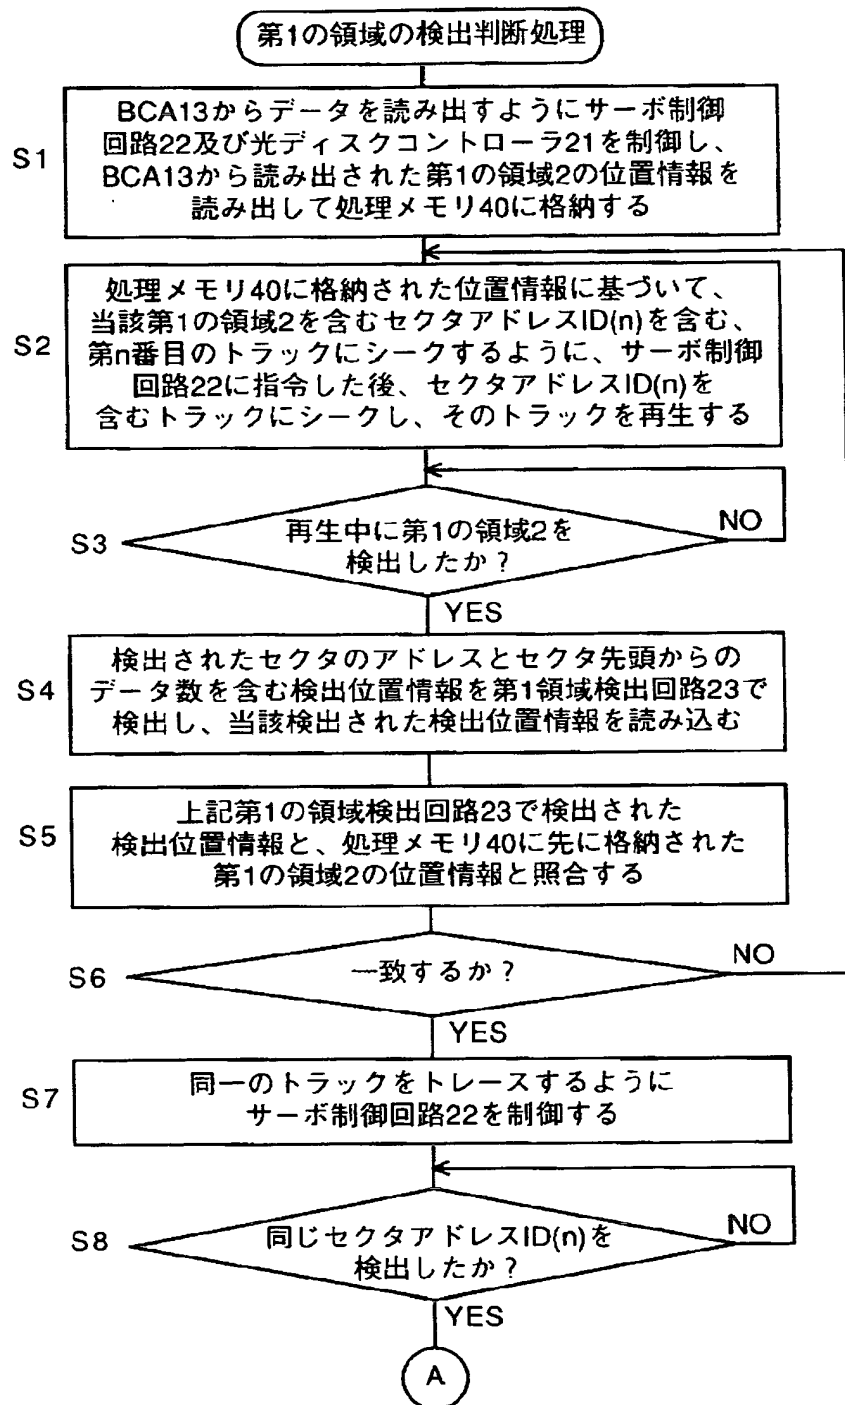 第1の領域の検出判断処理
S1
BCA13からデータを読み出すようにサーボ制御
回路22及び光ディスクコントローラ21を制御し、
BCA13から読み出された第1の領域2の位置情報を
読み出して処理メモリ40に格納する
S2
処理メモリ40に格納された位置情報に基づいて、
当該第1の領域2を含むセクタアドレスID(n)を含む、
第n番目のトラックにシークするように、サーボ制御
回路22に指令した後、セクタアドレスID(n)を
含むトラックにシークし、そのトラックを再生する
S3
再生中に第1の領域2を
検出したか?
NO
YES
S4
検出されたセクタのアドレスとセクタ先頭からの
データ数を含む検出位置情報を第1領域検出回路23で
検出し、当該検出された検出位置情報を読み込む
S5
上記第1の領域検出回路23で検出された
検出位置情報と、処理メモリ40に先に格納された
第1の領域2の位置情報と照合する
S6
一致するか?
NO
YES
S7
同一のトラックをトレースするように
サーボ制御回路22を制御する
S8
同じセクタアドレスID(n)を
検出したか?
NO
YES
A